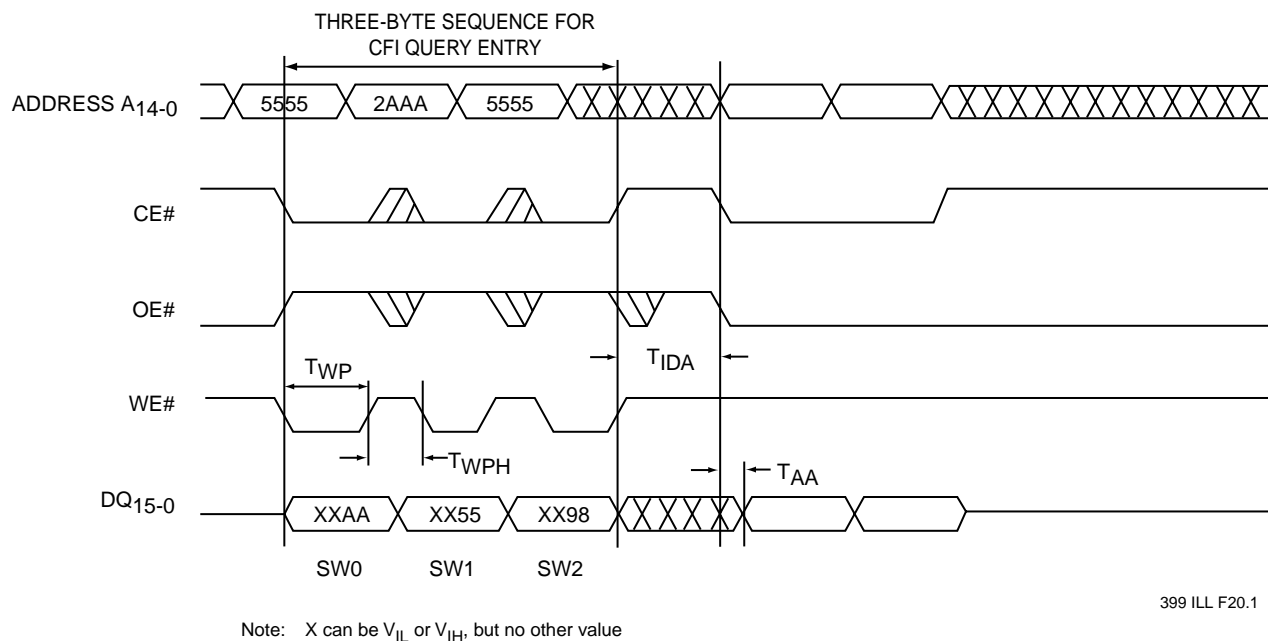 THREE-BYTE SEQUENCE FOR
CFI QUERY ENTRY
ADDRESS A14-0
5555 2AAA 5555
CE#
OE#
TIDA
TWP
WE#
TWPH
TAA
DQ15-0
XXAA XX55 XX98
SW0 SW1 SW2
399 ILL F20.1
Note: X can be VIL or VIH, but no other value